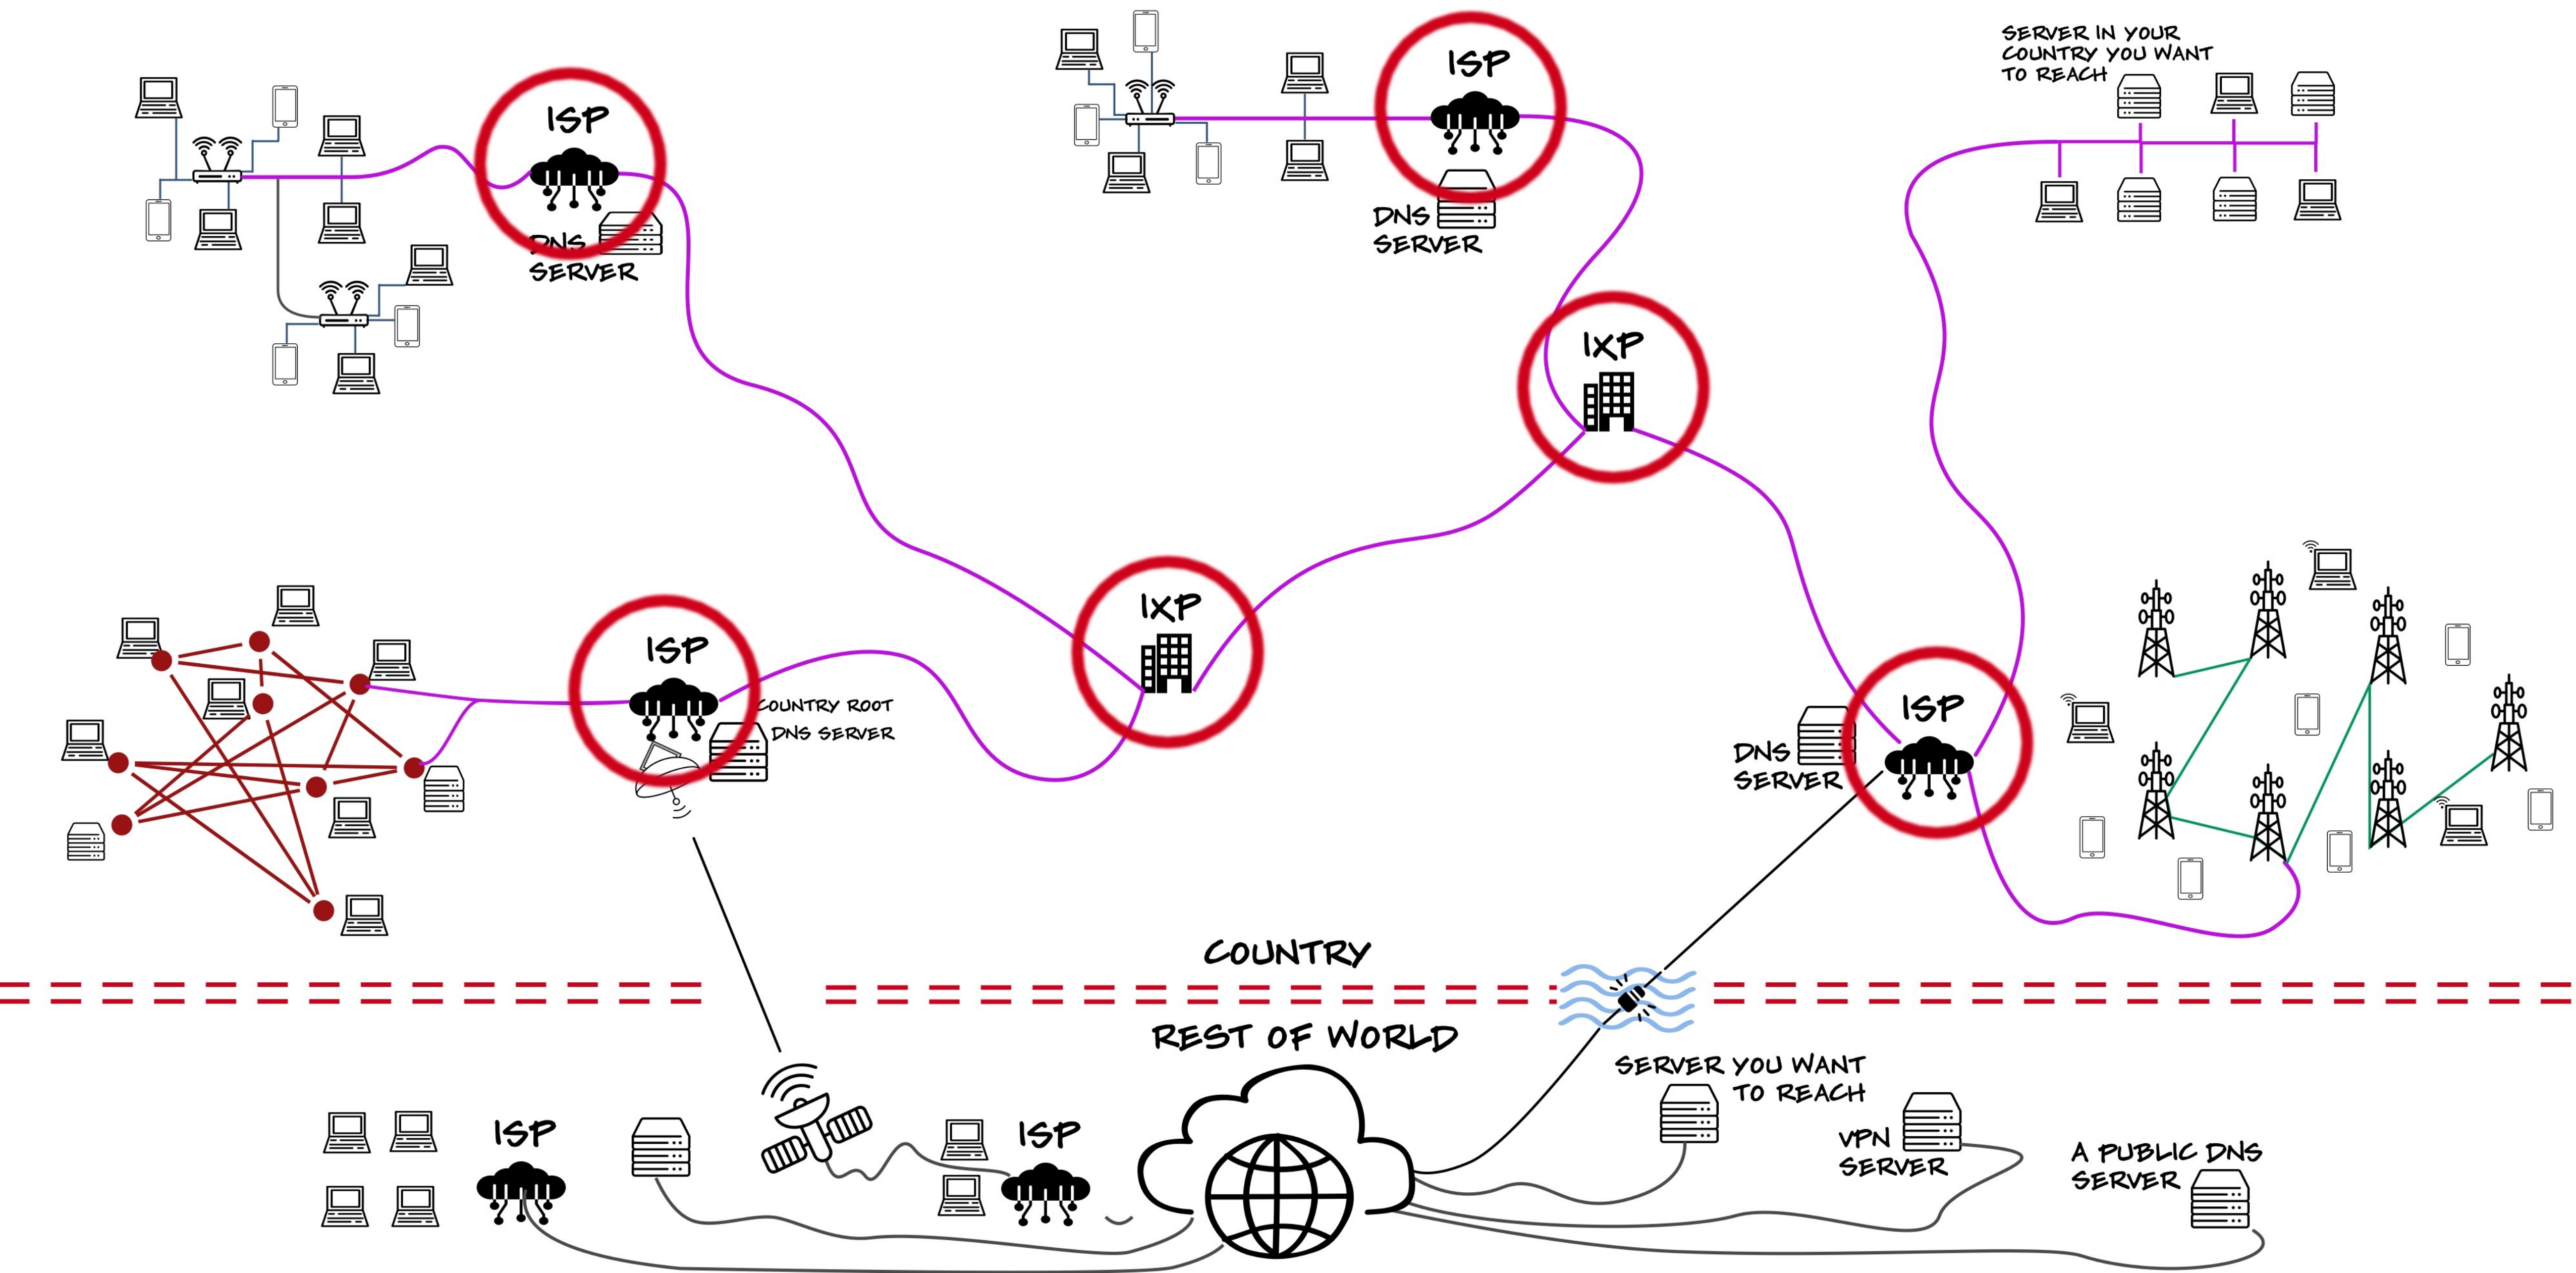 ISP
DNS
SERVER
ISP
DNS
SERVER
SERVER IN YOUR
COUNTRY YOU WANT
TO REACH
IXP
IXP
ISP
COUNTRY ROOT
DNS SERVER
ISP
DNS
SERVER
COUNTRY
REST OF WORLD
ISP
ISP
SERVER YOU WANT
TO REACH
VPN
SERVER
A PUBLIC DNS
SERVER